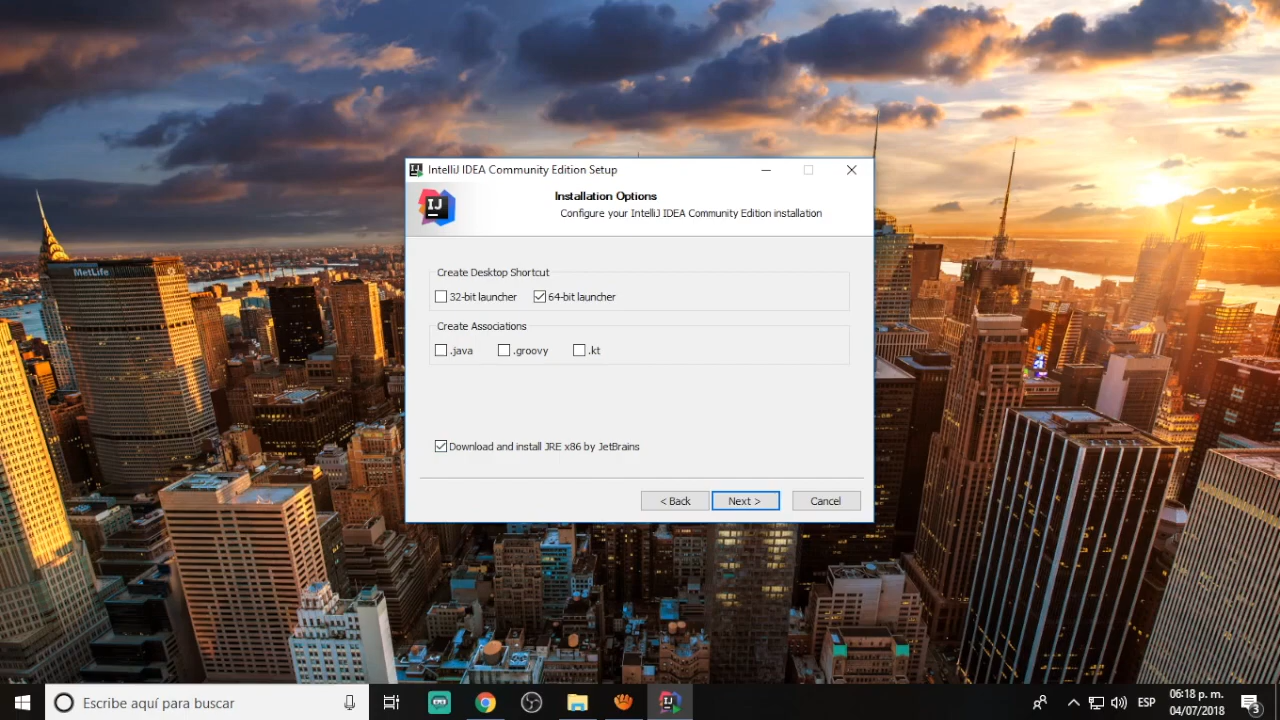 IntelliJ IDEA Community Edition Setup
IJ
Installation Options
Configure your IntelliJ IDEA Community Edition installation
Create Desktop Shortcut
32-bit launcher 64-bit launcher
Create Associations
.java .groovy .kt
Download and install JRE x86 by JetBrains
< Back Next > Cancel
MetLife
Escribe aquí para buscar
ESP
06:18 p. m.
04/07/2018
3